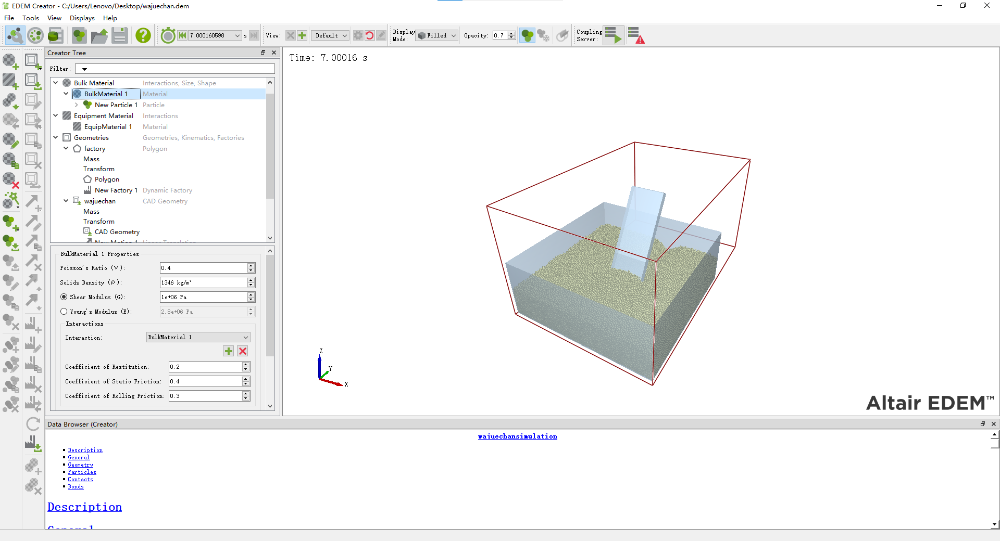 EDEM Creator - C:/Users/Lenovo/Desktop/wajuechan.dem
File Tools View Displays Help
7.000160598 s View: Default Display Mode: Filled Opacity: 0.7 Coupling Server:
Creator Tree
Filter:
Bulk Material Interactions, Size, Shape
BulkMaterial 1 Material
New Particle 1 Particle
Equipment Material Interactions
EquipMaterial 1 Material
Geometries Geometries, Kinematics, Factories
factory Polygon
Mass
Transform
Polygon
New Factory 1 Dynamic Factory
wajuechan CAD Geometry
Mass
Transform
CAD Geometry
New Motion 1 Linear Translation
BulkMaterial 1 Properties
Poisson's Ratio (ν): 0.4
Solids Density (ρ): 1346 kg/m³
Shear Modulus (G): 1e+06 Pa
Young's Modulus (E): 2.8e+06 Pa
Interactions
Interaction: BulkMaterial 1
Coefficient of Restitution: 0.2
Coefficient of Static Friction: 0.4
Coefficient of Rolling Friction: 0.3
Time: 7.00016 s
Z
Y
X
Altair EDEM™
Data Browser (Creator)
wajuechansimulation
Description
General
Geometry
Particles
Contacts
Bonds
Description
General